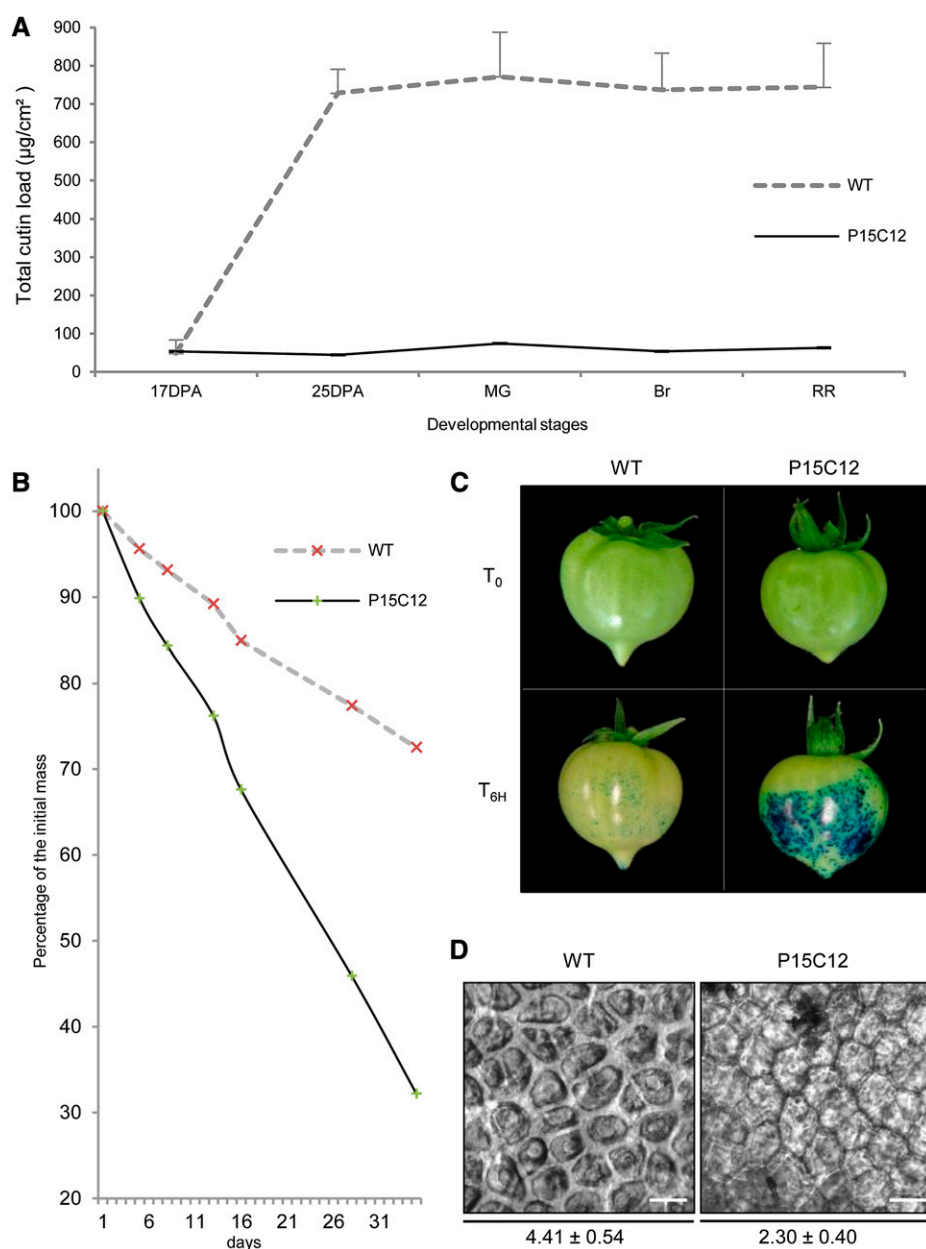 A
Total cutin load (µg/cm²)
900
800
700
600
500
400
300
200
100
0
17DPA 25DPA MG Br RR
Developmental stages
WT
P15C12
B
Percentage of the initial mass
100
90
80
70
60
50
40
30
20
1 6 11 16 21 26 31
days
WT
P15C12
C
WT P15C12
T₀
T₆H
D
WT P15C12
4.41 ± 0.54 2.30 ± 0.40